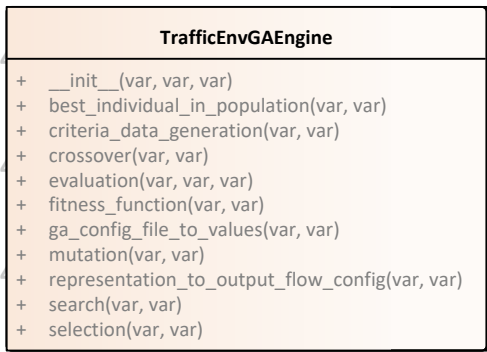 TrafficEnvGAEngine
+ __init__(var, var, var)
+ best_individual_in_population(var, var)
+ criteria_data_generation(var, var)
+ crossover(var, var)
+ evaluation(var, var, var)
+ fitness_function(var, var)
+ ga_config_file_to_values(var, var)
+ mutation(var, var)
+ representation_to_output_flow_config(var, var)
+ search(var, var)
+ selection(var, var)